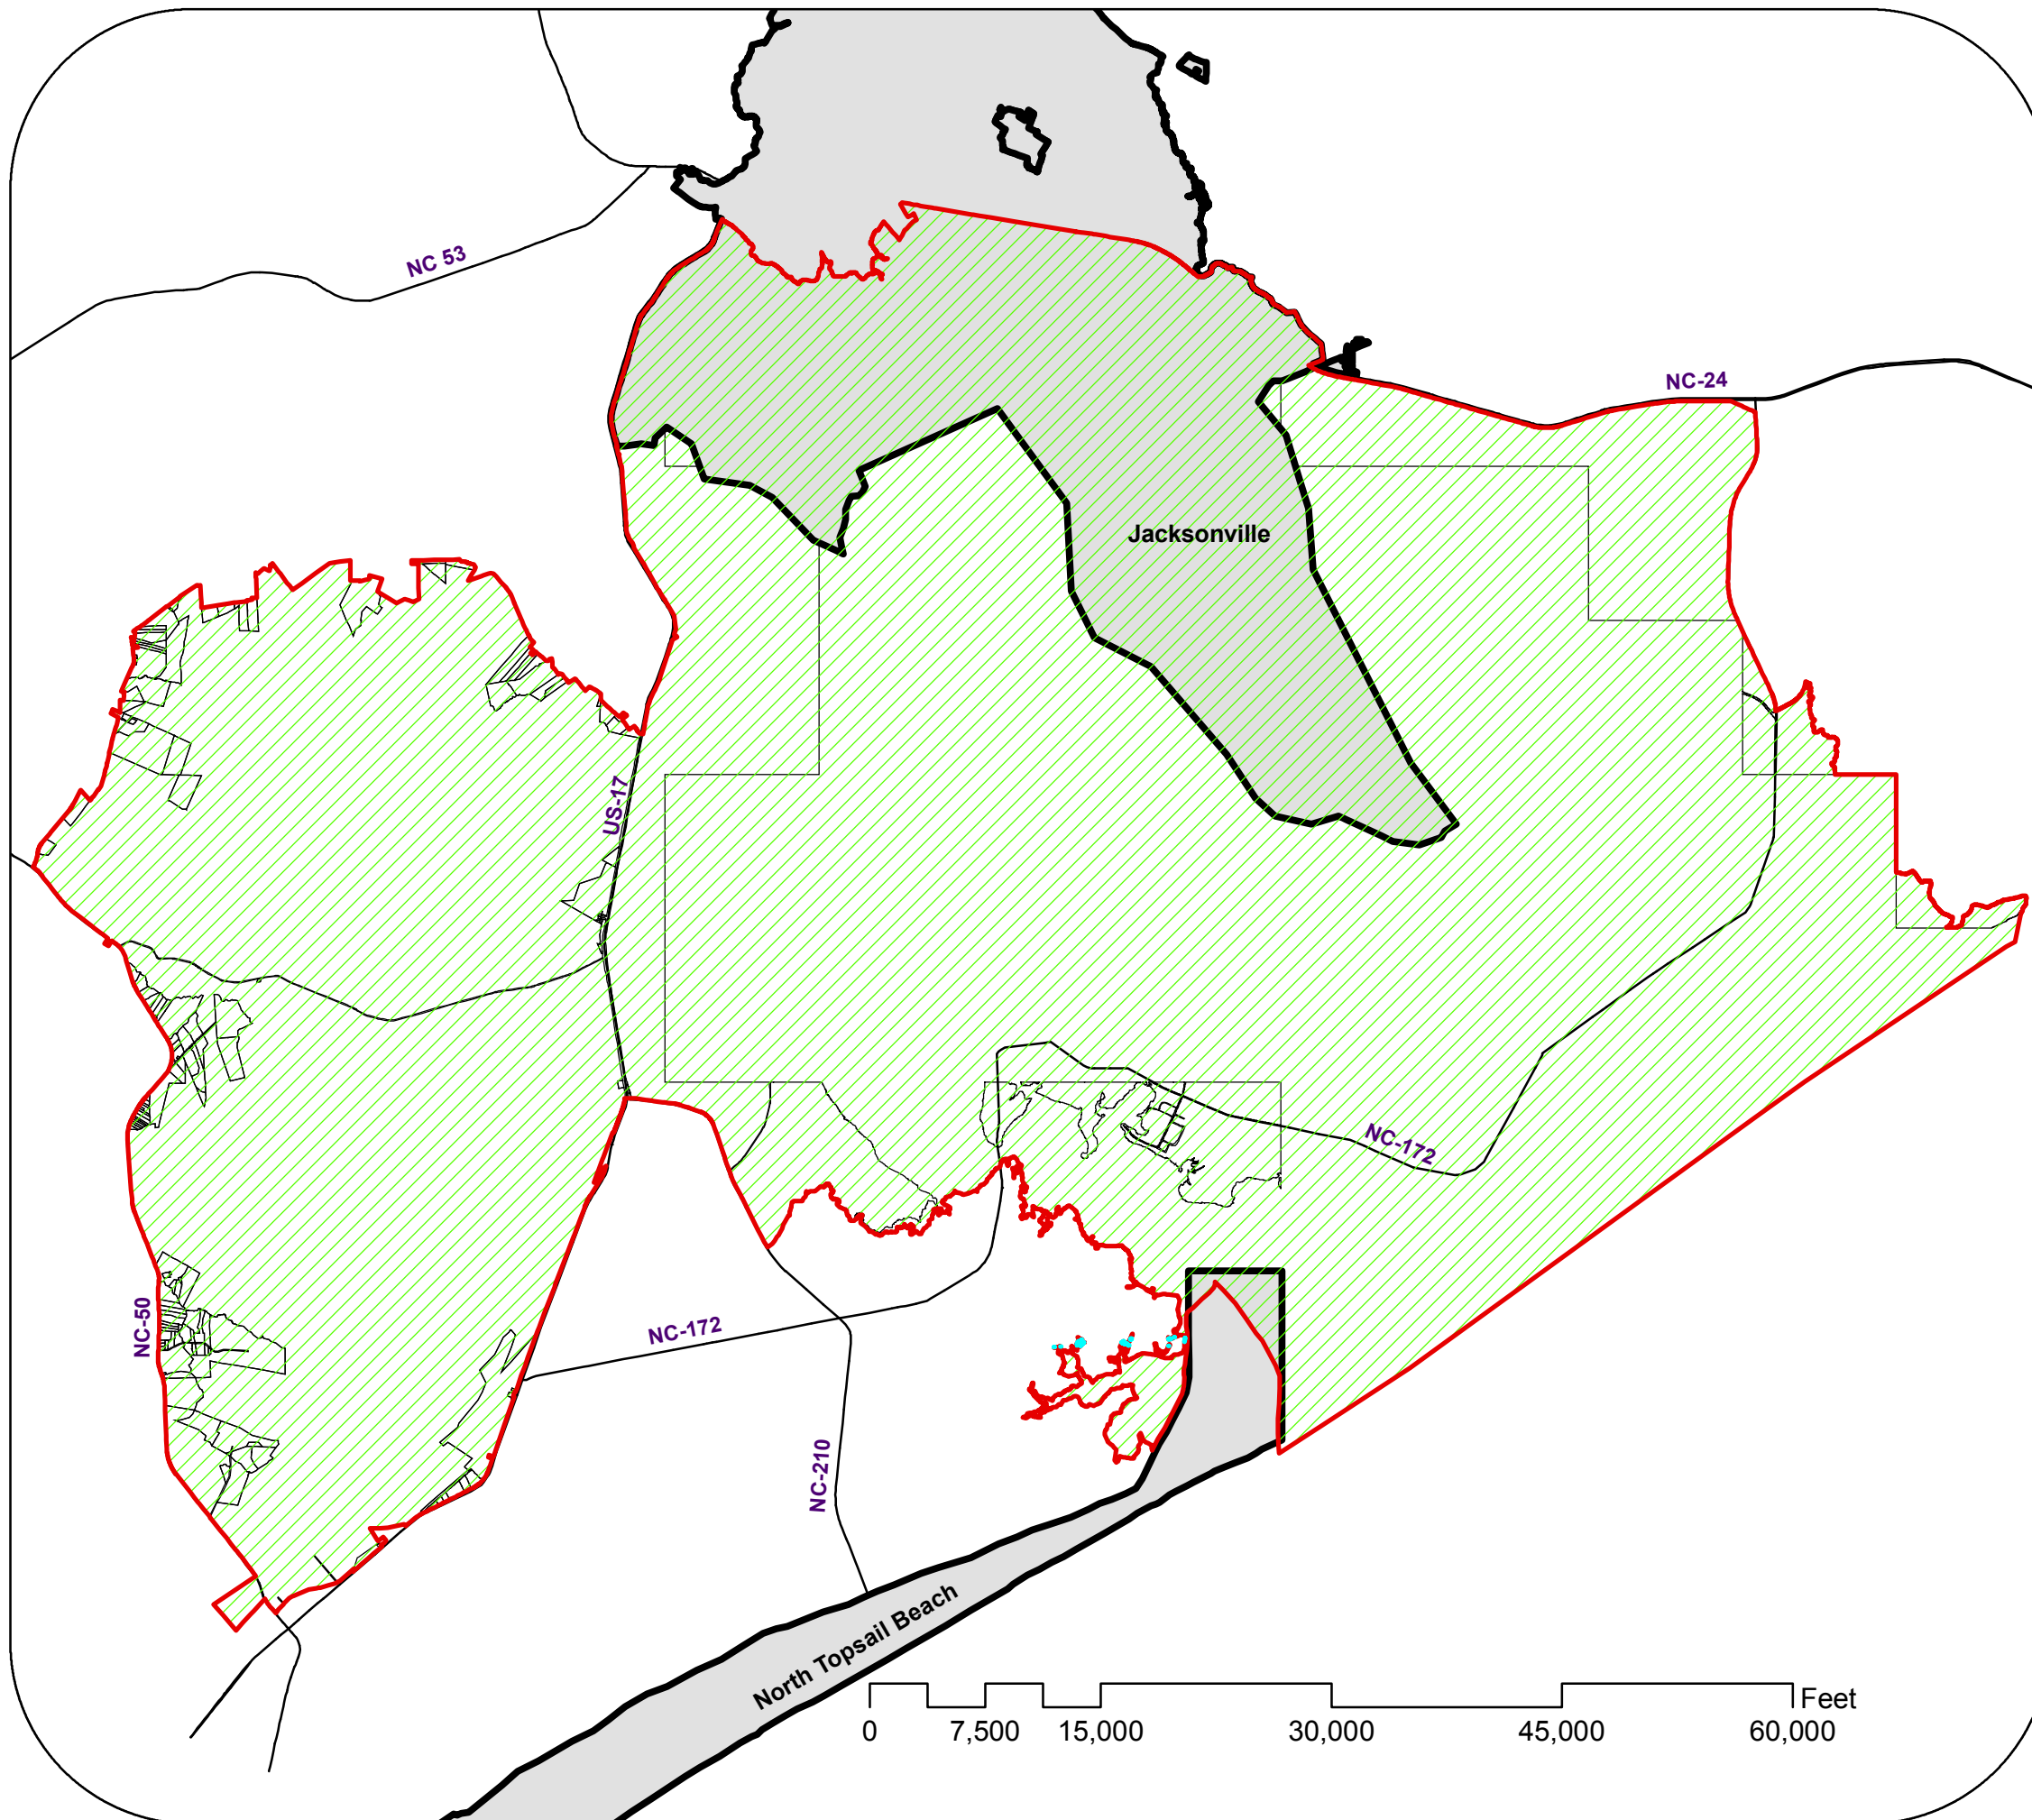 NC 53
NC-24
Jacksonville
US-17
NC-172
NC-50
NC-172
NC-210
North Topsail Beach
Feet
0 7,500 15,000 30,000 45,000 60,000